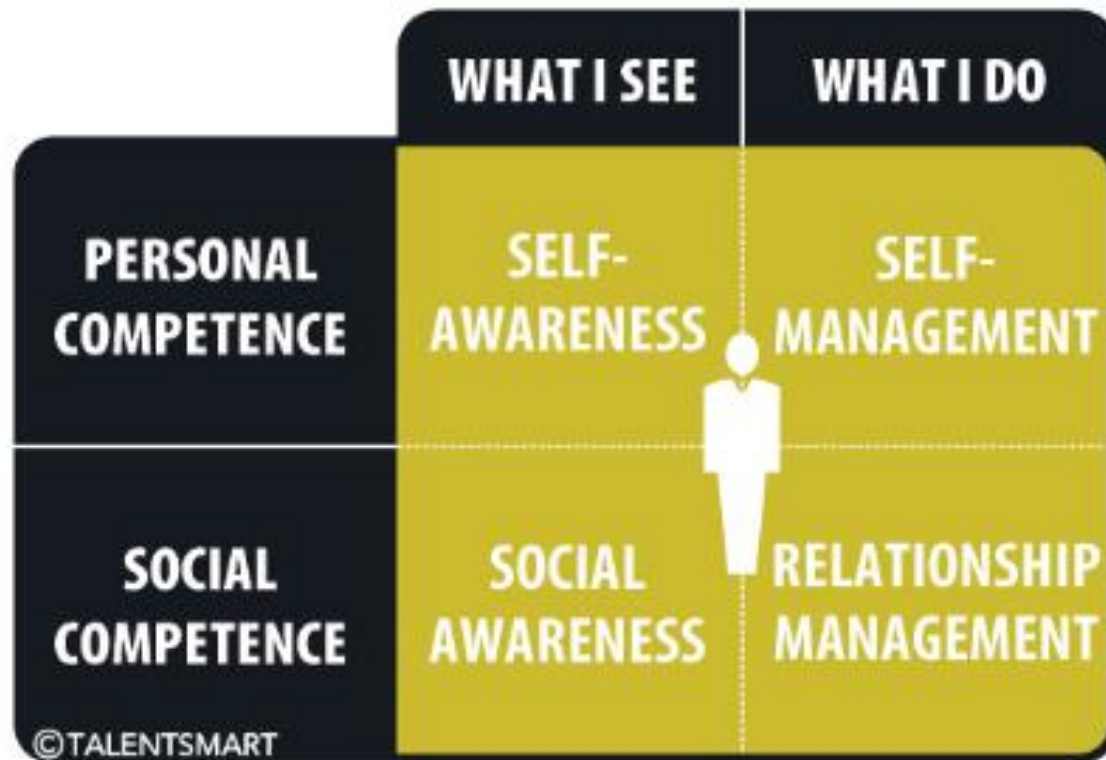 WHAT I SEE
WHAT I DO
PERSONAL
COMPETENCE
SELF-
AWARENESS
SELF-
MANAGEMENT
SOCIAL
COMPETENCE
SOCIAL
AWARENESS
RELATIONSHIP
MANAGEMENT
©TALENTSMART